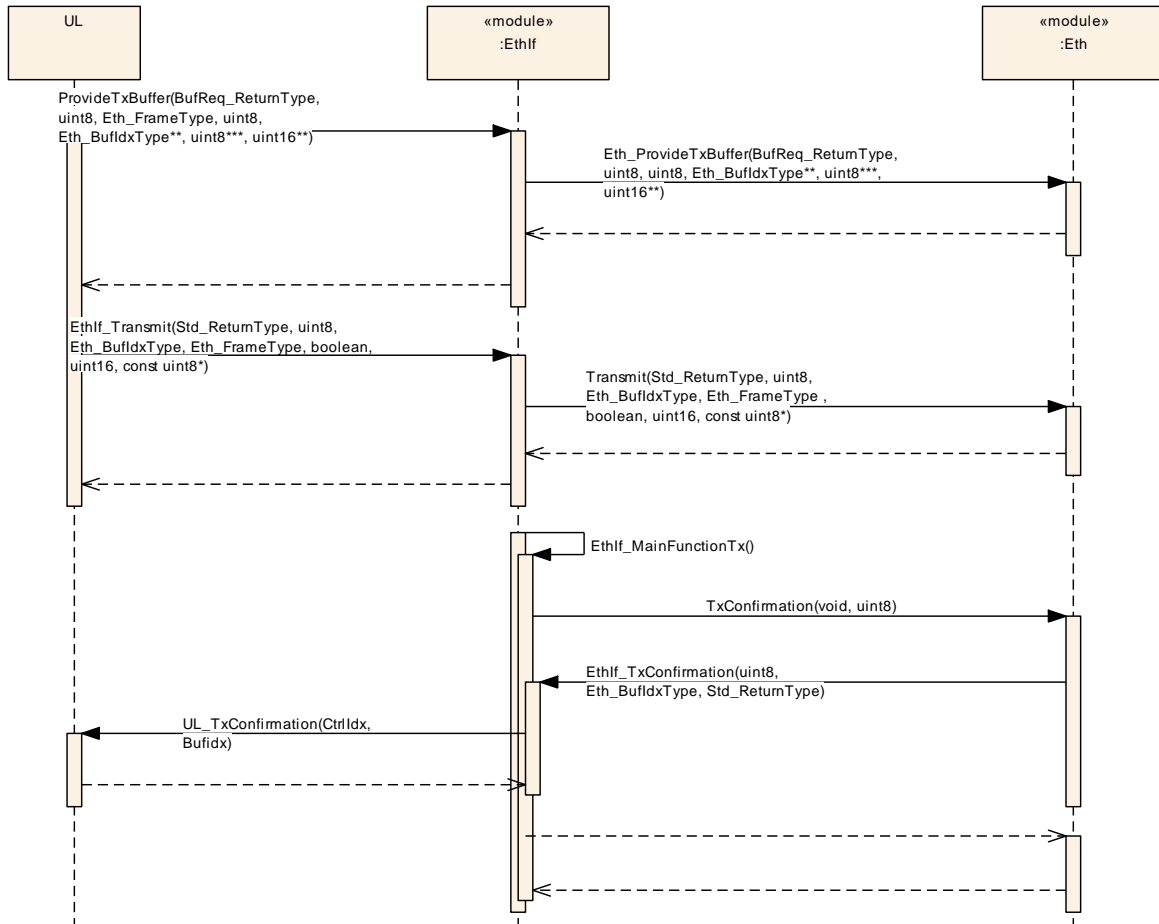 UL
«module»
:EthIf
«module»
:Eth
ProvideTxBuffer(BufReq_ReturnType,
uint8, Eth_FrameType, uint8,
Eth_BufIdxType**, uint8***, uint16**)
Eth_ProvideTxBuffer(BufReq_ReturnType,
uint8, uint8, Eth_BufIdxType**, uint8***,
uint16**)
EthIf_Transmit(Std_ReturnType, uint8,
Eth_BufIdxType, Eth_FrameType, boolean,
uint16, const uint8*)
Transmit(Std_ReturnType, uint8,
Eth_BufIdxType, Eth_FrameType ,
boolean, uint16, const uint8*)
EthIf_MainFunctionTx()
TxConfirmation(void, uint8)
EthIf_TxConfirmation(uint8,
Eth_BufIdxType, Std_ReturnType)
UL_TxConfirmation(CtrlIdx,
Bufidx)